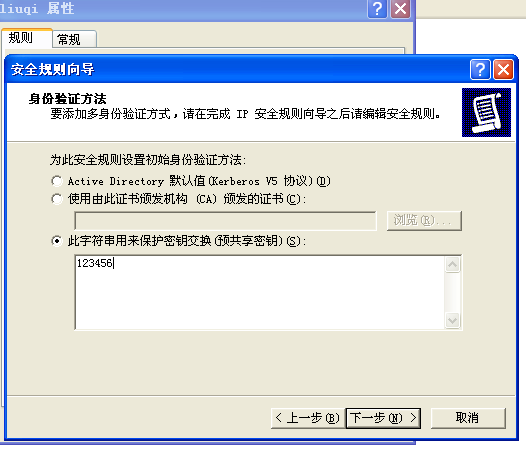 liuqi 属性
规则 常规
安全规则向导
身份验证方法
要添加多身份验证方式，请在完成 IP 安全规则向导之后请编辑安全规则。
为此安全规则设置初始身份验证方法:
Active Directory 默认值(Kerberos V5 协议)(D)
使用由此证书颁发机构 (CA) 颁发的证书(C):
浏览(R)...
此字符串用来保护密钥交换(预共享密钥)(S):
123456
< 上一步(B) 下一步(N) > 取消